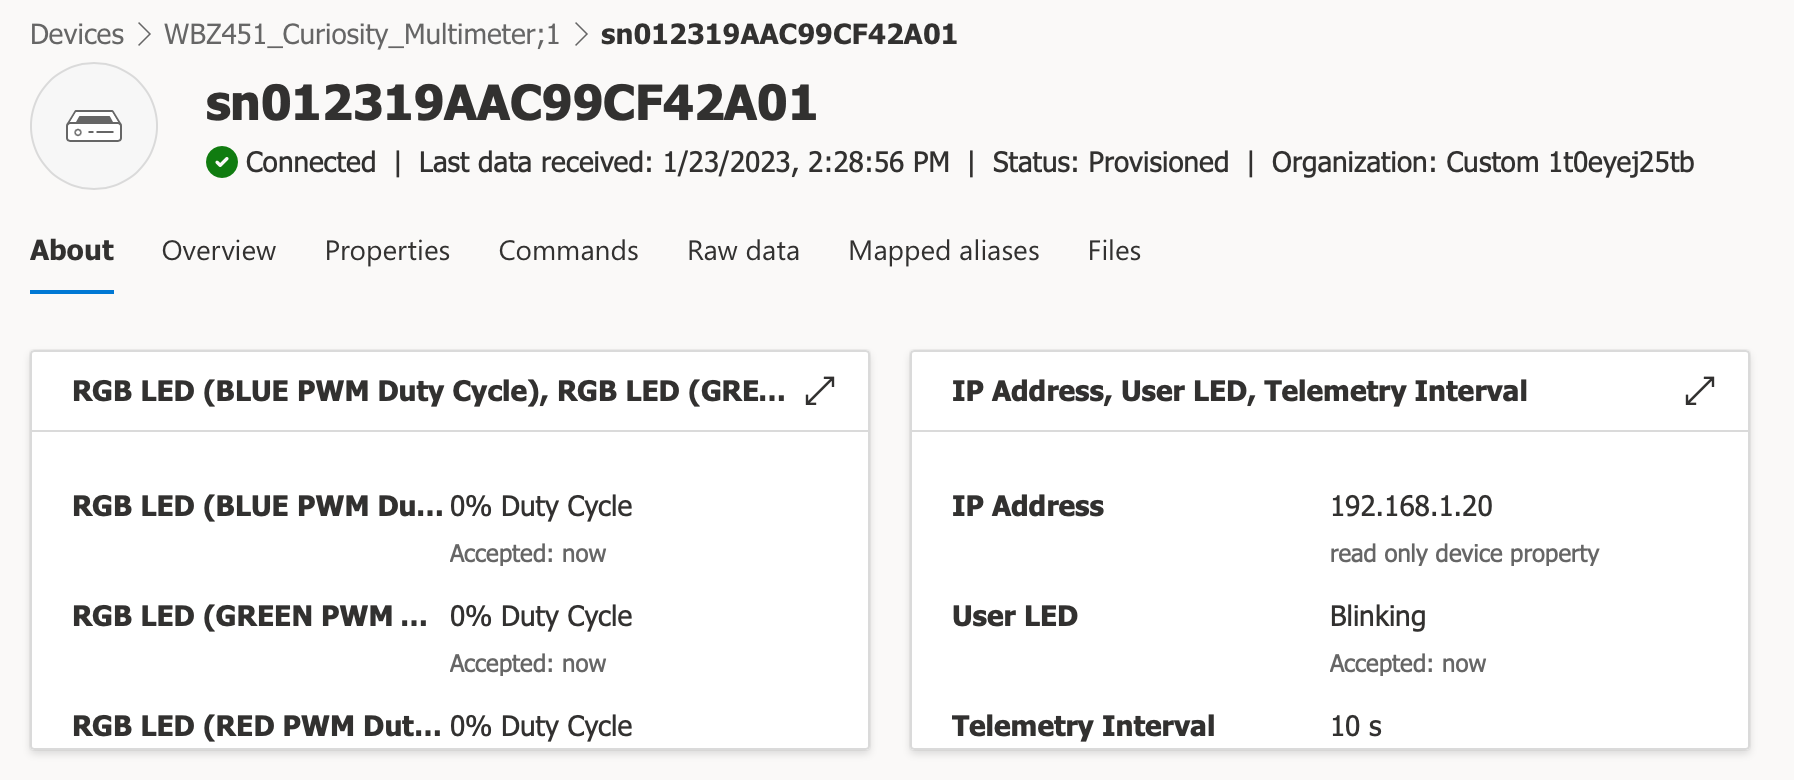 Devices > WBZ451_Curiosity_Multimeter;1 > sn012319AAC99CF42A01
sn012319AAC99CF42A01
Connected | Last data received: 1/23/2023, 2:28:56 PM | Status: Provisioned | Organization: Custom 1t0eyej25tb
About Overview Properties Commands Raw data Mapped aliases Files
RGB LED (BLUE PWM Duty Cycle), RGB LED (GRE...
RGB LED (BLUE PWM Du... 0% Duty Cycle
Accepted: now
RGB LED (GREEN PWM ... 0% Duty Cycle
Accepted: now
RGB LED (RED PWM Dut... 0% Duty Cycle
IP Address, User LED, Telemetry Interval
IP Address 192.168.1.20
read only device property
User LED Blinking
Accepted: now
Telemetry Interval 10 s